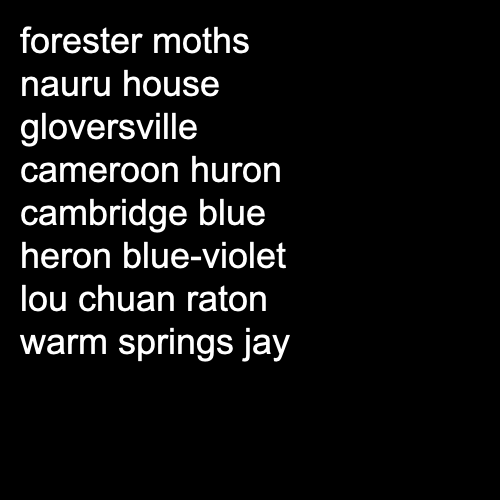 forester moths
nauru house
gloversville
cameroon huron
cambridge blue
heron blue-violet
lou chuan raton
warm springs jay